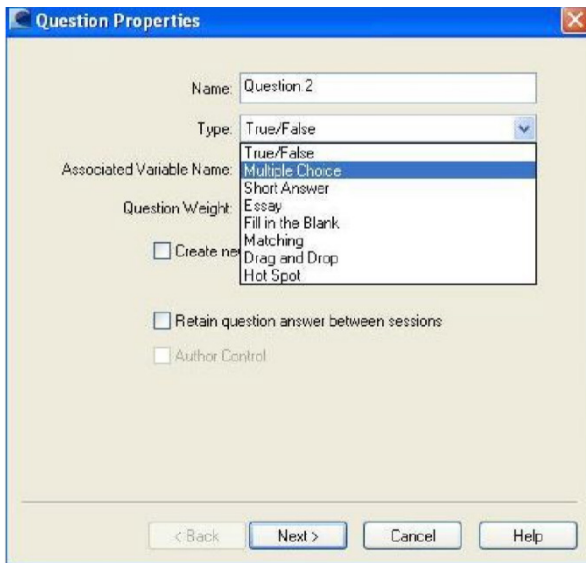 Question Properties
Name: Question 2
Type: True/False
True/False
Associated Variable Name: Multiple Choice
Short Answer
Question Weight: Essay
Fill in the Blank
Matching
Create ne
Drag and Drop
Hot Spot
Retain question answer between sessions
Author Control
< Back Next > Cancel Help